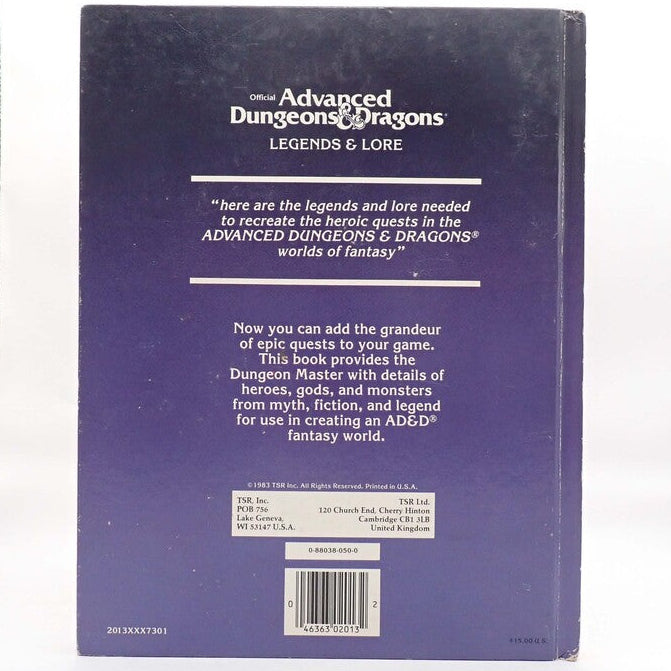 Official Advanced
Dungeons & Dragons®
LEGENDS & LORE
“here are the legends and lore needed
to recreate the heroic quests in the
ADVANCED DUNGEONS & DRAGONS®
worlds of fantasy”
Now you can add the grandeur
of epic quests to your game.
This book provides the
Dungeon Master with details of
heroes, gods, and monsters
from myth, fiction, and legend
for use in creating an AD&D®
fantasy world.
©1983 TSR Inc. All Rights Reserved. Printed in U.S.A.
TSR, Inc.
POB 756
Lake Geneva,
WI 53147 U.S.A.
TSR Ltd.
120 Church End, Cherry Hinton
Cambridge CB1 3LB
United Kingdom
0-88038-050-0
0 46363 02013 2
2013XXX7301
$15.00 U.S.